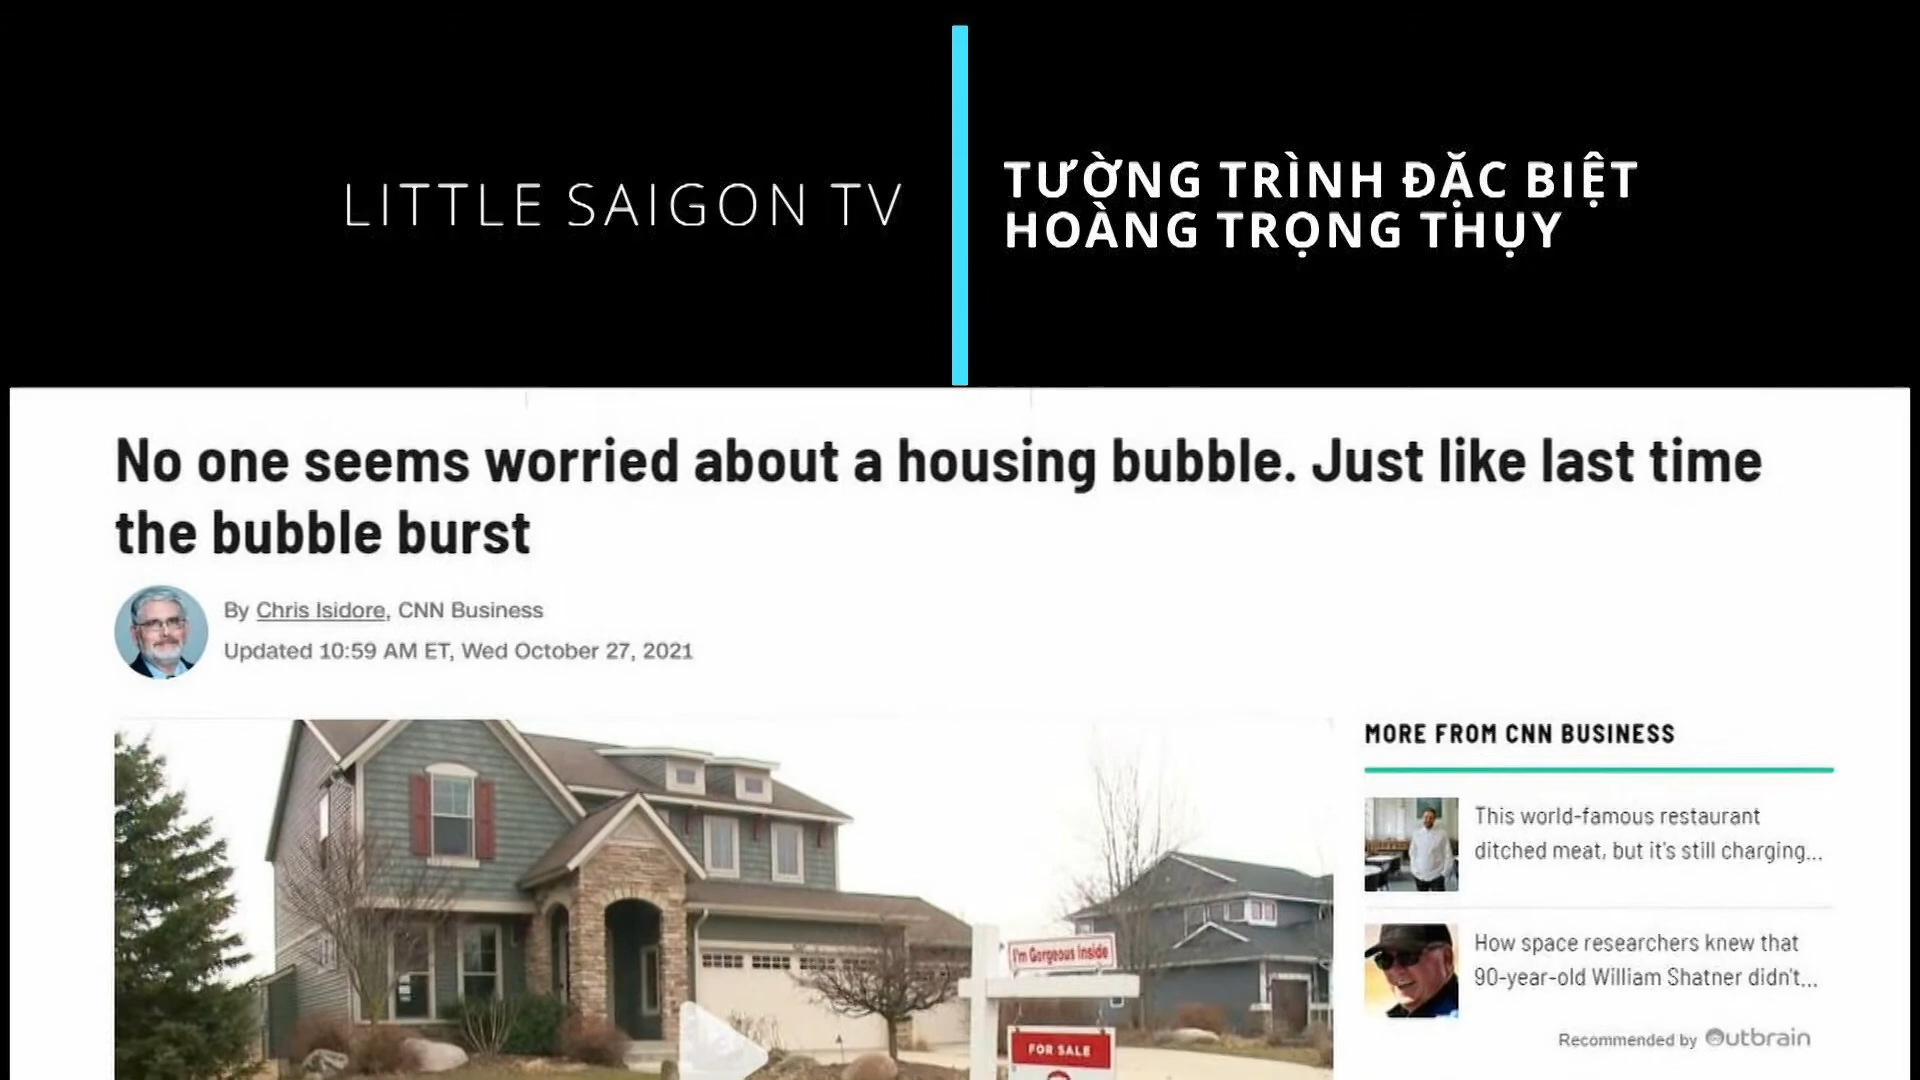 LITTLE SAIGON TV
TƯỜNG TRÌNH ĐẶC BIỆT
HOÀNG TRỌNG THỤY
No one seems worried about a housing bubble. Just like last time
the bubble burst
By Chris Isidore, CNN Business
Updated 10:59 AM ET, Wed October 27, 2021
MORE FROM CNN BUSINESS
This world-famous restaurant
ditched meat, but it's still charging...
How space researchers knew that
90-year-old William Shatner didn't...
Recommended by Outbrain
I'm Gorgeous Inside
FOR SALE